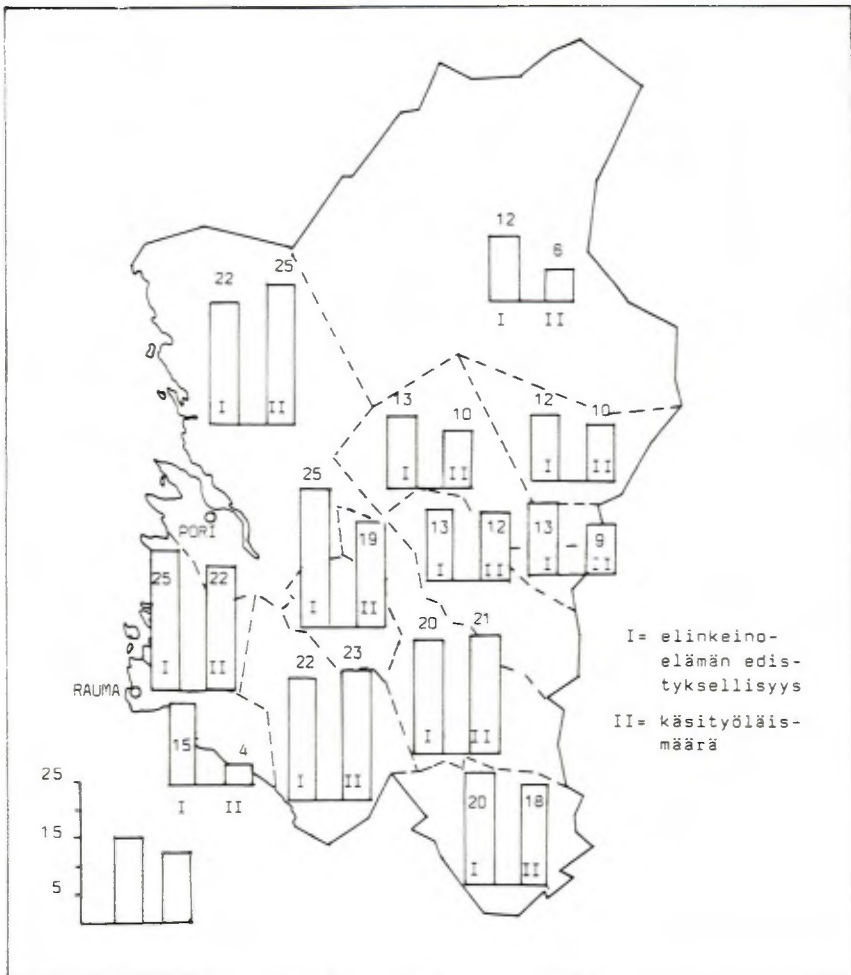 12
6
I II
22
25
I II
13
10
I II
12
10
I II
25
19
I II
13
12
I II
13
9
I II
PORI
25
22
I II
RAUMA
20
21
I II
22
23
I II
15
4
I II
20
18
I II
I= elinkeino-
elämän edis-
tyksellisyys
II= käsityöläis-
määrä
25
15
5